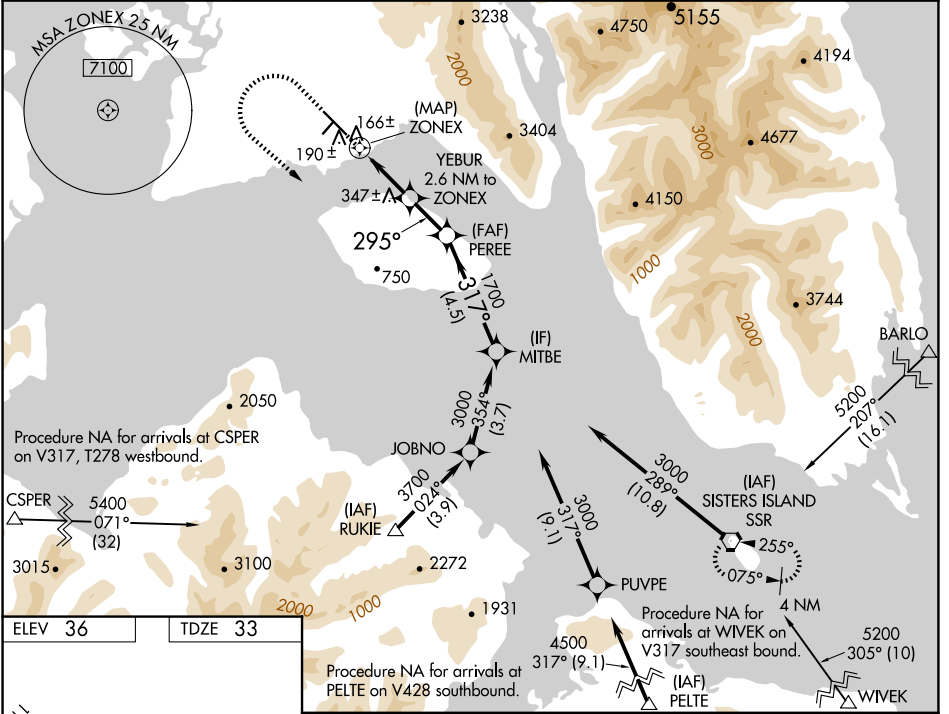 MSA ZONEX 25 NM
7100
3238
2000
4750
5155
4194
3404
3000
4677
4150
1000
3744
2000
166±
190±
(MAP)
ZONEX
YEBUR
2.6 NM to
ZONEX
347±
295°
(FAF)
PEREE
750
1700
317°
(4.5)
(IF)
MITBE
3000
354°
(3.7)
JOBNO
3700
024°
(3.9)
(IAF)
RUKIE
BARLO
5200
207°
(16.1)
2050
Procedure NA for arrivals at CSPER
on V317, T278 westbound.
CSPER
5400
071°
(32)
3015
3100
2272
2000
1000
1931
3000
317°
(9.1)
3000
289°
(10.8)
(IAF)
SISTERS ISLAND
SSR
255°
075°
4 NM
PUVPE
Procedure NA for
arrivals at WIVEK on
V317 southeast bound.
5200
305° (10)
WIVEK
4500
317° (9.1)
(IAF)
PELTE
Procedure NA for arrivals at
PELTE on V428 southbound.
ELEV 36
TDZE 33